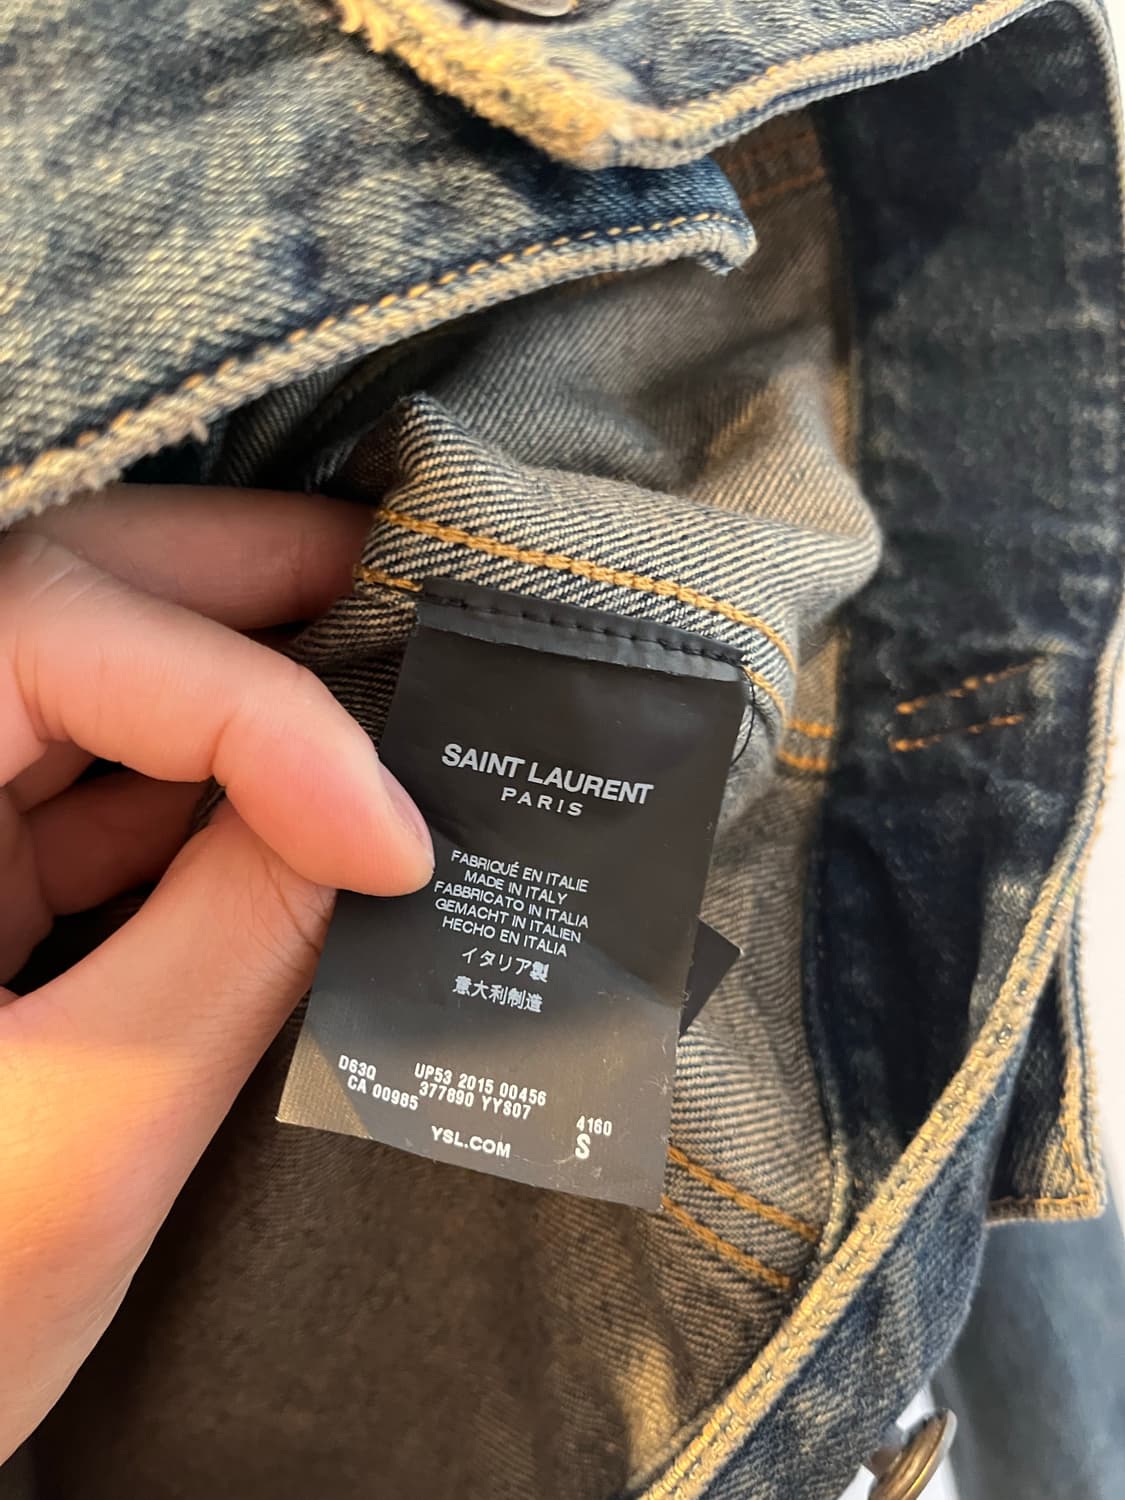 SAINT LAURENT
PARIS
FABRIQUÉ EN ITALIE
MADE IN ITALY
FABBRICATO IN ITALIA
GEMACHT IN ITALIEN
HECHO EN ITALIA
イタリア製
意大利制造
D63Q UP53 2015 00456
CA 00985 377890 YYS07
4160
YSL.COM S